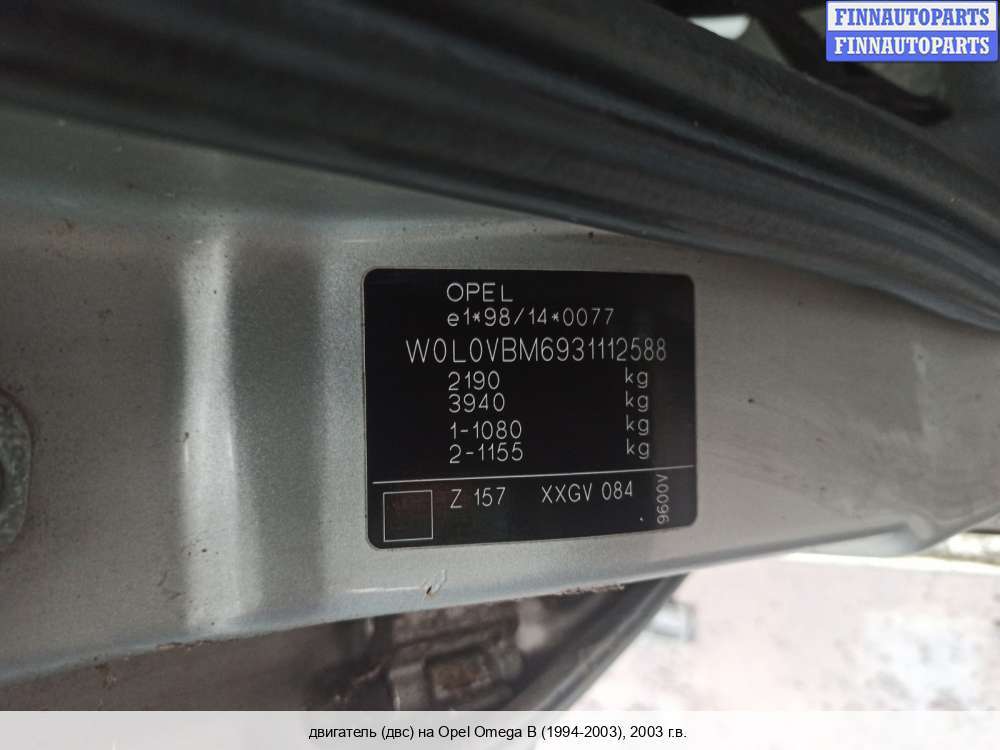 FINNAUTOPARTS
FINNAUTOPARTS
OPEL
e1*98/14*0077
W0L0VBM6931112588
2190 kg
3940 kg
1-1080 kg
2-1155 kg
Z 157 XXGV 084
9600V
двигатель (двс) на Opel Omega B (1994-2003), 2003 г.в.